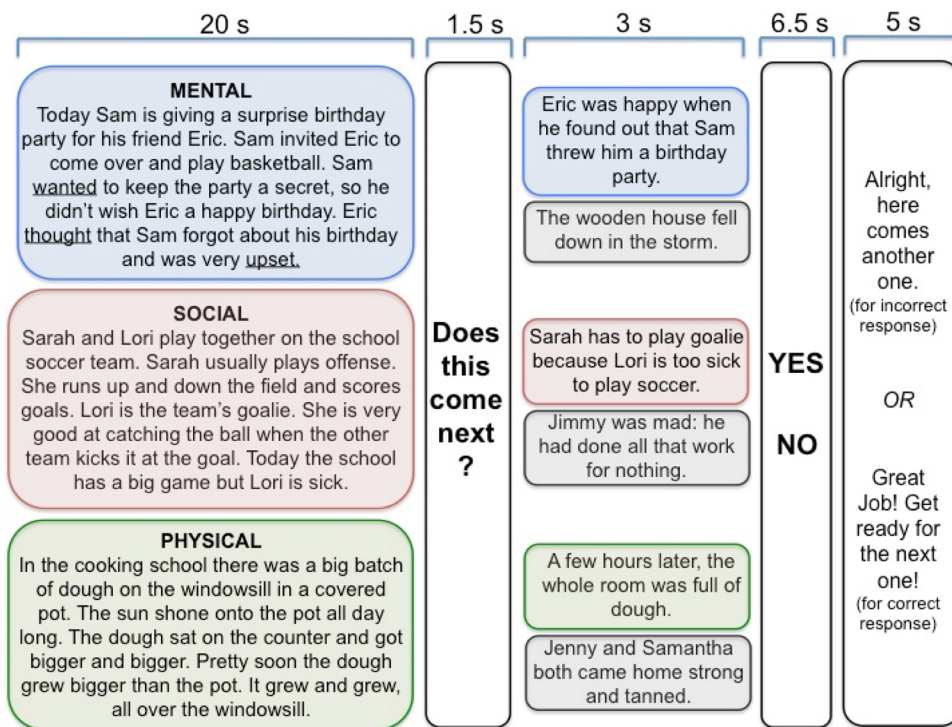 20 s
1.5 s
3 s
6.5 s
5 s
MENTAL
Today Sam is giving a surprise birthday
party for his friend Eric. Sam invited Eric to
come over and play basketball. Sam
wanted to keep the party a secret, so he
didn't wish Eric a happy birthday. Eric
thought that Sam forgot about his birthday
and was very upset.
SOCIAL
Sarah and Lori play together on the school
soccer team. Sarah usually plays offense.
She runs up and down the field and scores
goals. Lori is the team's goalie. She is very
good at catching the ball when the other
team kicks it at the goal. Today the school
has a big game but Lori is sick.
PHYSICAL
In the cooking school there was a big batch
of dough on the windowsill in a covered
pot. The sun shone onto the pot all day
long. The dough sat on the counter and got
bigger and bigger. Pretty soon the dough
grew bigger than the pot. It grew and grew,
all over the windowsill.
Does
this
come
next
?
Eric was happy when
he found out that Sam
threw him a birthday
party.
The wooden house fell
down in the storm.
Sarah has to play goalie
because Lori is too sick
to play soccer.
Jimmy was mad: he
had done all that work
for nothing.
A few hours later, the
whole room was full of
dough.
Jenny and Samantha
both came home strong
and tanned.
YES
NO
Alright,
here
comes
another
one.
(for incorrect
response)
OR
Great
Job! Get
ready for
the next
one!
(for correct
response)